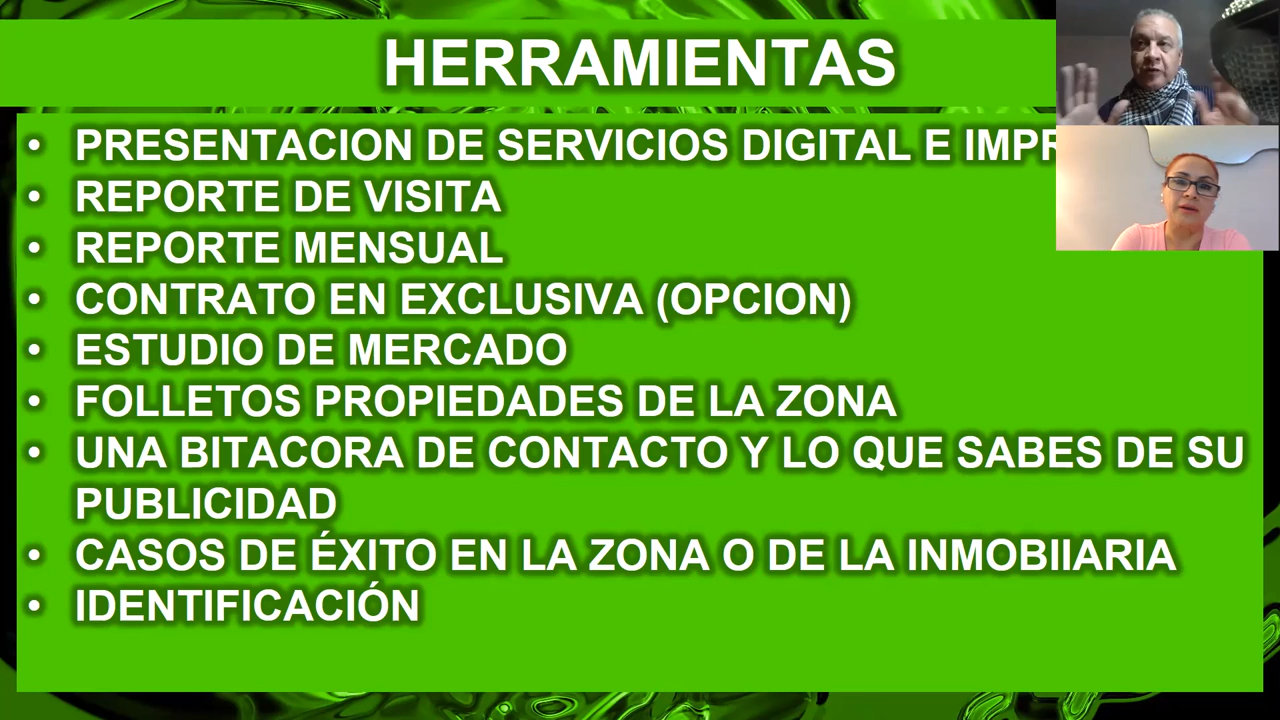 HERRAMIENTAS
• PRESENTACION DE SERVICIOS DIGITAL E
• REPORTE DE VISITA
• REPORTE MENSUAL
• CONTRATO EN EXCLUSIVA (OPCION)
• ESTUDIO DE MERCADO
• FOLLETOS PROPIEDADES DE LA ZONA
• UNA BITACORA DE CONTACTO Y LO QUE SABES DE SU
PUBLICIDAD
• CASOS DE ÉXITO EN LA ZONA O DE LA INMOBIIARIA
• IDENTIFICACIÓN